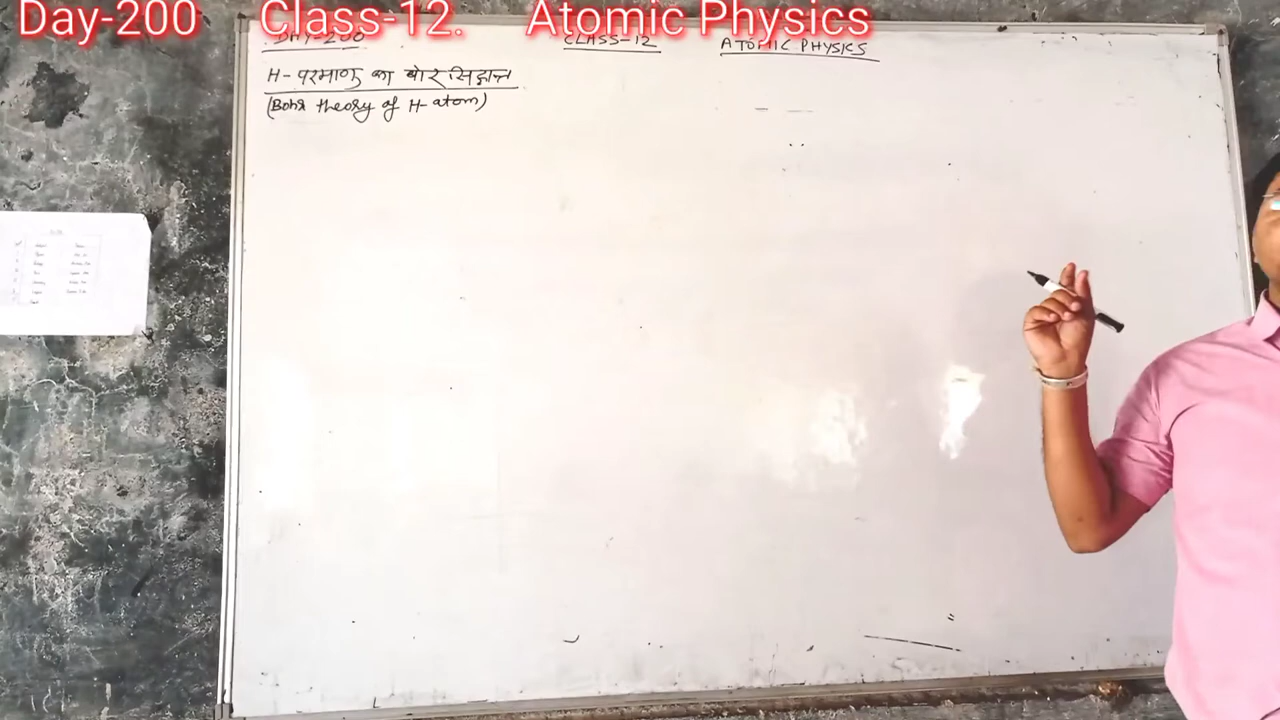 Day-200 Class-12. Atomic Physics
DAY-200 CLASS-12 ATOMIC PHYSICS
H-परमाणु का बोर सिद्धान्त
(Bohr theory of H-atom)